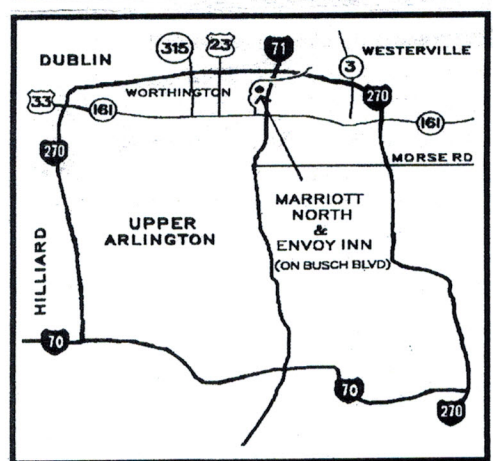 315
23
71
WESTERVILLE
DUBLIN
3
WORTHINGTON
270
33
161
161
270
MORSE RD
MARRIOTT
NORTH
&
ENVOY INN
(ON BUSCH BLVD)
UPPER
ARLINGTON
HILLIARD
70
70
270